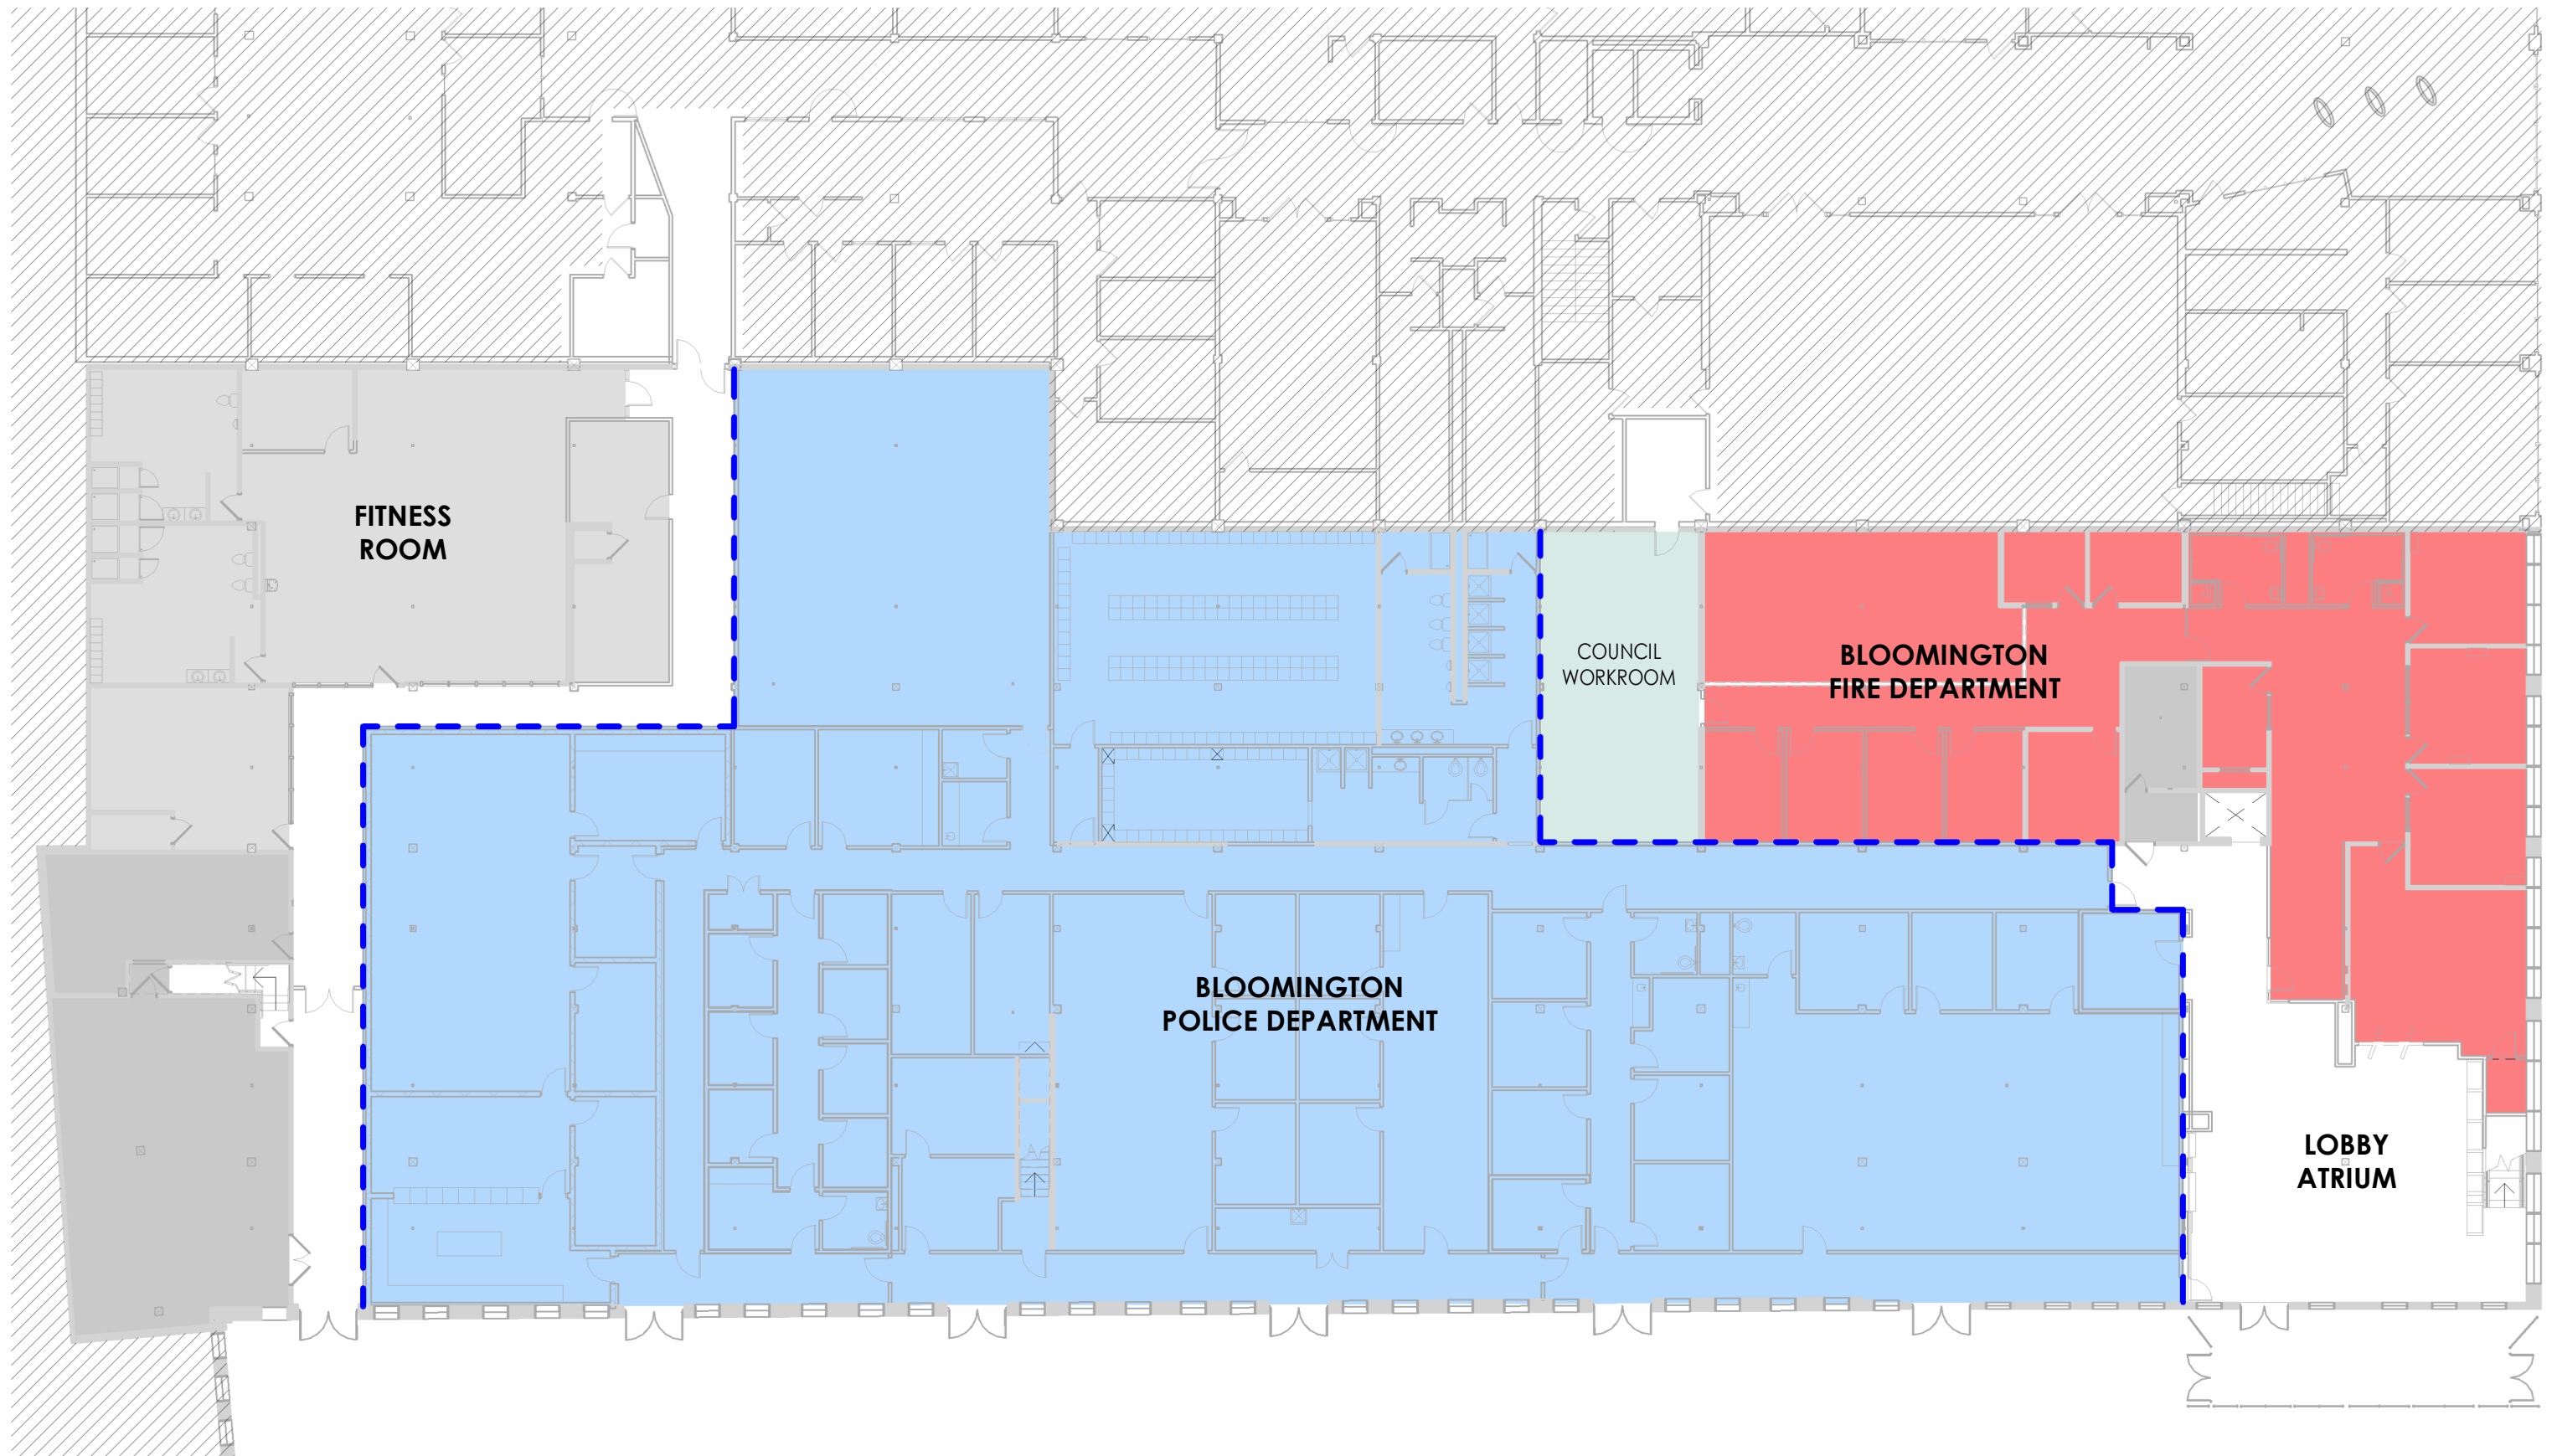 FITNESS
ROOM
COUNCIL
WORKROOM
BLOOMINGTON
FIRE DEPARTMENT
BLOOMINGTON
POLICE DEPARTMENT
LOBBY
ATRIUM